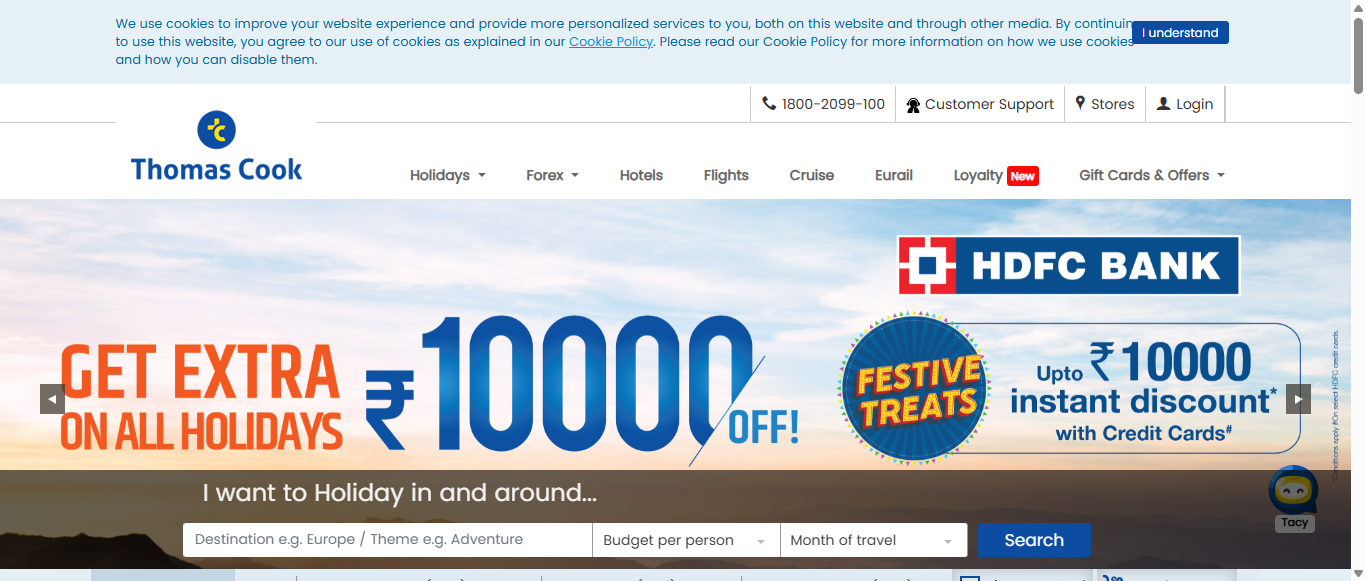 We use cookies to improve your website experience and provide more personalized services to you, both on this website and through other media. By continuin
to use this website, you agree to our use of cookies as explained in our Cookie Policy. Please read our Cookie Policy for more information on how we use cookies
and how you can disable them.
I understand
1800-2099-100
Customer Support
Stores
Login
Thomas Cook
Holidays
Forex
Hotels
Flights
Cruise
Eurail
Loyalty New
Gift Cards & Offers
HDFC BANK
GET EXTRA
ON ALL HOLIDAYS
₹10000
OFF!
FESTIVE
TREATS
Upto ₹10000
instant discount*
with Credit Cards#
*Conditions apply #On select HDFC credit cards.
I want to Holiday in and around...
Destination e.g. Europe / Theme e.g. Adventure
Budget per person
Month of travel
Search
Tacy